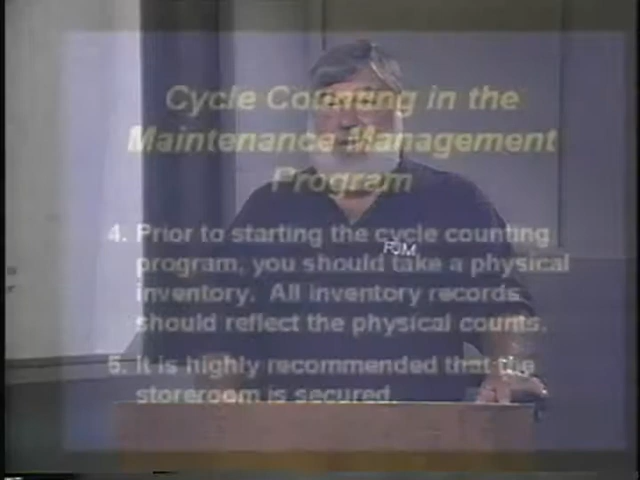 Cycle Counting in the
Maintenance Management
Program
4. Prior to starting the cycle counting
program, you should take a physical
inventory. All inventory records
should reflect the physical counts.
5. It is highly recommended that the
storeroom is secured.
PJM